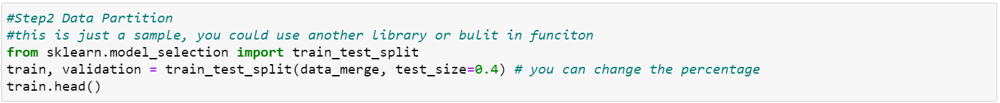 #Step2 Data Partition
#this is just a sample, you could use another library or bulit in funciton
from sklearn.model_selection import train_test_split
train, validation = train_test_split(data_merge, test_size=0.4) # you can change the percentage
train.head()